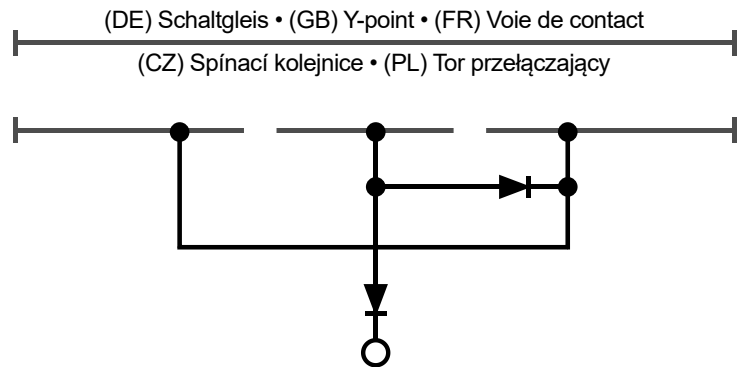 (DE) Schaltgleis • (GB) Y-point • (FR) Voie de contact
(CZ) Spínací kolejnice • (PL) Tor przełączający